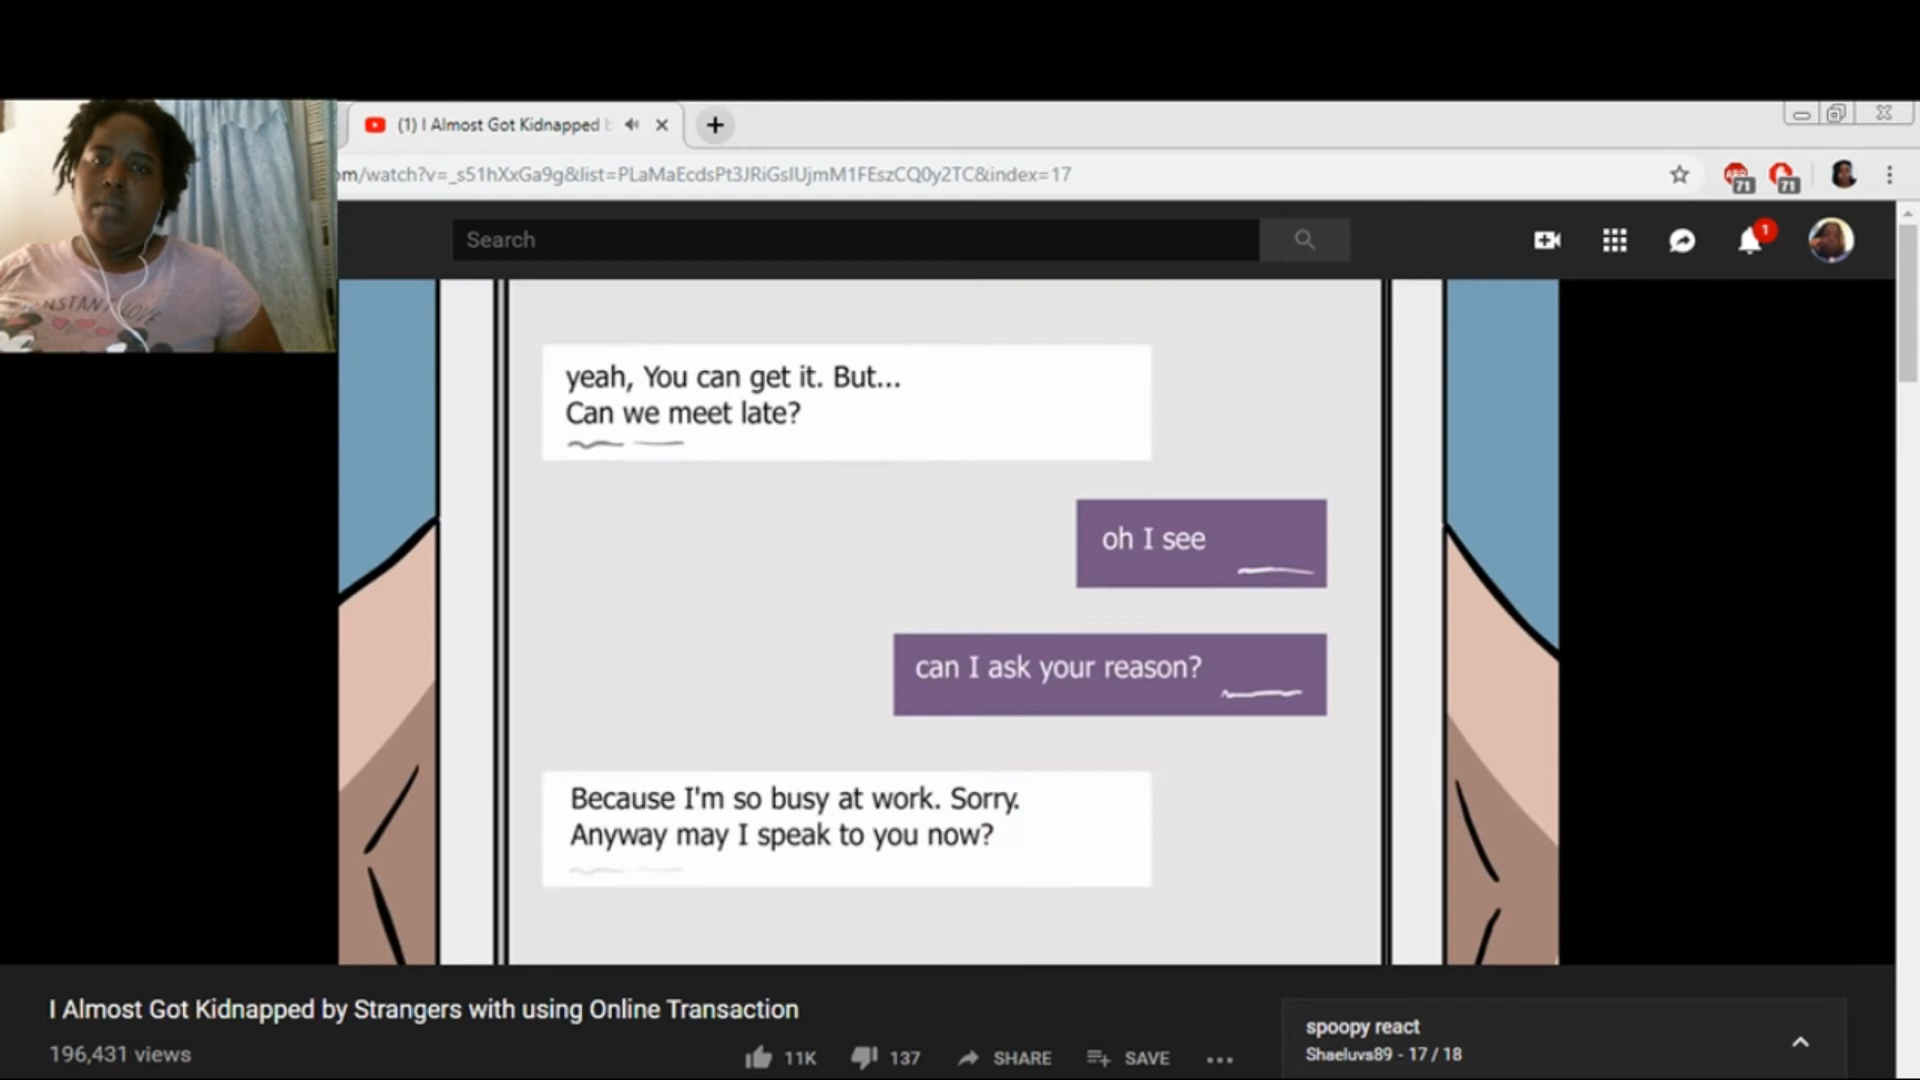 (1) I Almost Got Kidnapped
om/watch?v=_s51hXxGa9g&list=PLaMaEcdsPt3JRiGsIUjmM1FEszCQ0y2TC&index=17
71
71
Search
1
yeah, You can get it. But...
Can we meet late?
oh I see
can I ask your reason?
Because I'm so busy at work. Sorry.
Anyway may I speak to you now?
I Almost Got Kidnapped by Strangers with using Online Transaction
196,431 views
11K
137
SHARE
SAVE
spoopy react
Shaeluvs89 - 17 / 18